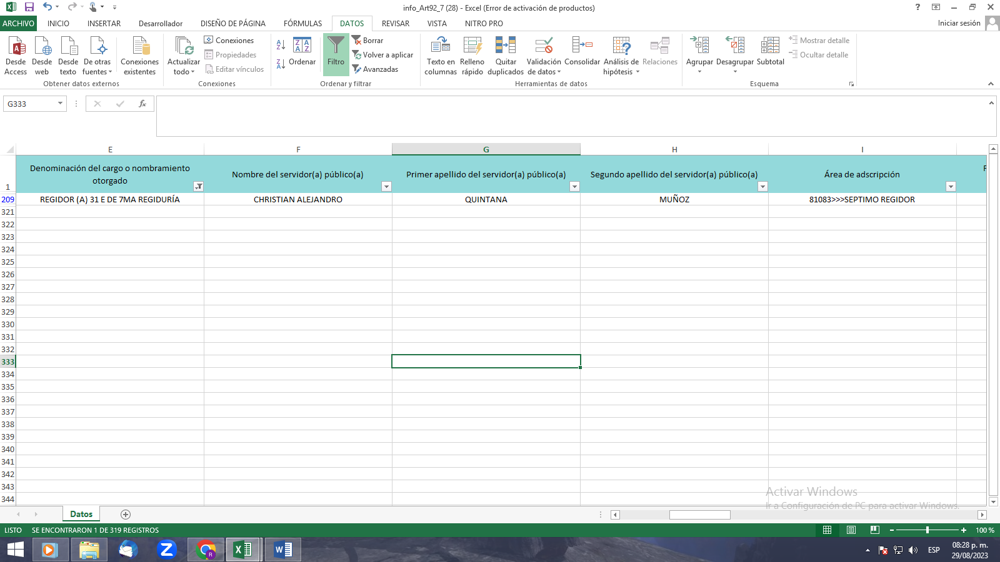 info_Art92_7 (28) - Excel (Error de activación de productos)
ARCHIVO INICIO INSERTAR Desarrollador DISEÑO DE PÁGINA FÓRMULAS DATOS REVISAR VISTA NITRO PRO Iniciar sesión
Desde Access
Desde web
Desde texto
De otras fuentes
Obtener datos externos
Conexiones existentes
Actualizar todo
Conexiones
Propiedades
Editar vínculos
Conexiones
Ordenar
Filtro
Borrar
Volver a aplicar
Avanzadas
Ordenar y filtrar
Texto en columnas
Relleno rápido
Quitar duplicados
Validación de datos
Consolidar
Análisis de hipótesis
Relaciones
Herramientas de datos
Agrupar
Desagrupar
Subtotal
Mostrar detalle
Ocultar detalle
Esquema
G333
fx
E F G H I
1 Denominación del cargo o nombramiento otorgado Nombre del servidor(a) público(a) Primer apellido del servidor(a) público(a) Segundo apellido del servidor(a) público(a) Área de adscripción
209 REGIDOR (A) 31 E DE 7MA REGIDURÍA CHRISTIAN ALEJANDRO QUINTANA MUÑOZ 81083>>>SEPTIMO REGIDOR
321
322
323
324
325
326
327
328
329
330
331
332
333
334
335
336
337
338
339
340
341
342
343
344
Activar Windows
Ir a Configuración de PC para activar Windows.
Datos
LISTO SE ENCONTRARON 1 DE 319 REGISTROS 100 %
ESP
08:28 p. m.
29/08/2023